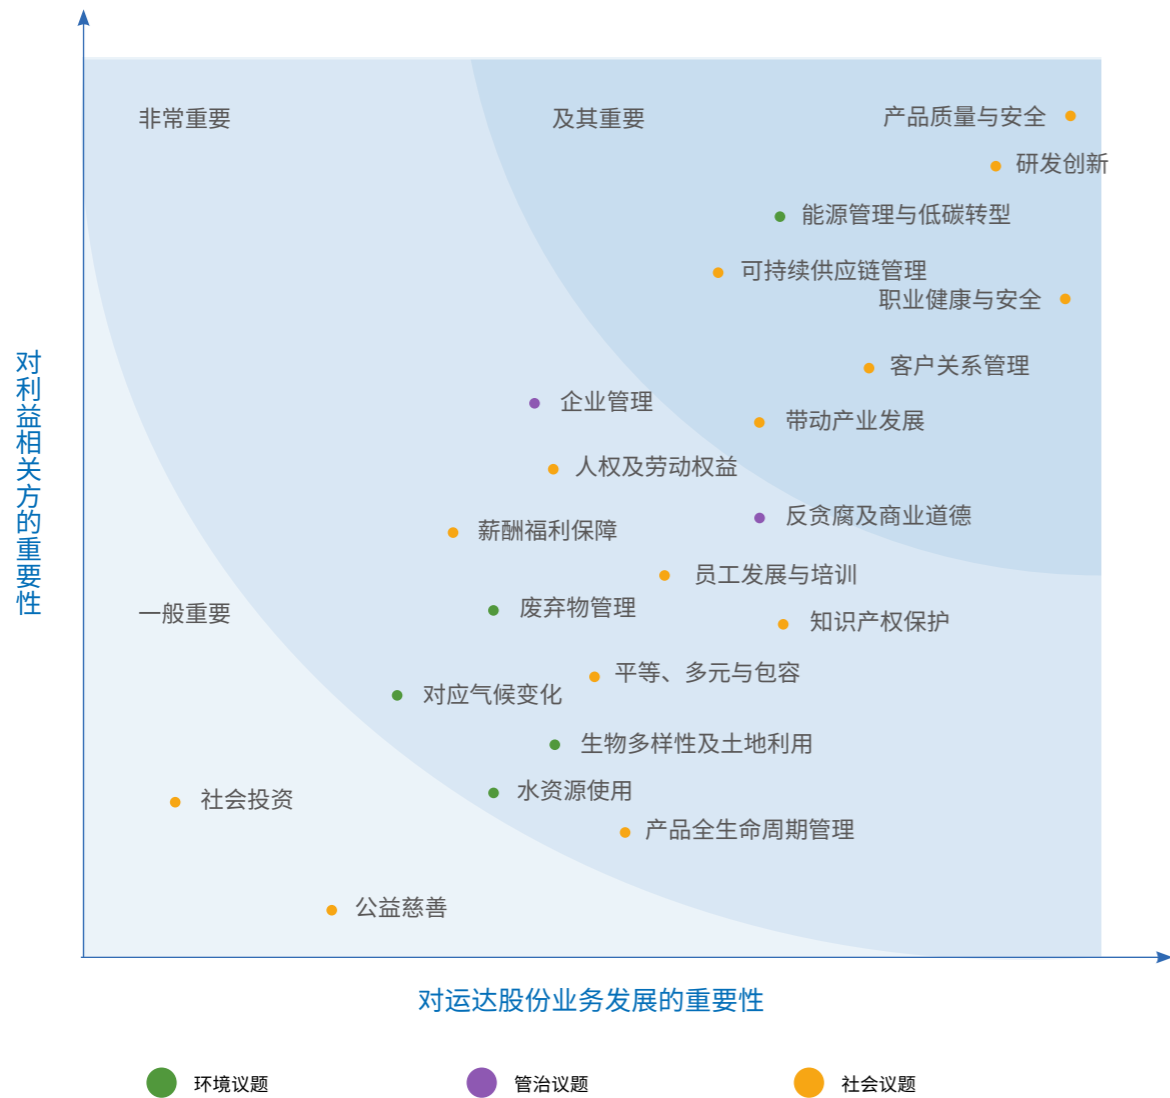 非常重要
及其重要
产品质量与安全
研发创新
能源管理与低碳转型
可持续供应链管理
职业健康与安全
客户关系管理
企业管理
带动产业发展
人权及劳动权益
反贪腐及商业道德
薪酬福利保障
员工发展与培训
废弃物管理
一般重要
知识产权保护
平等、多元与包容
对应气候变化
生物多样性及土地利用
水资源使用
社会投资
产品全生命周期管理
公益慈善
对利益相关方的重要性
对运达股份业务发展的重要性
环境议题
管治议题
社会议题